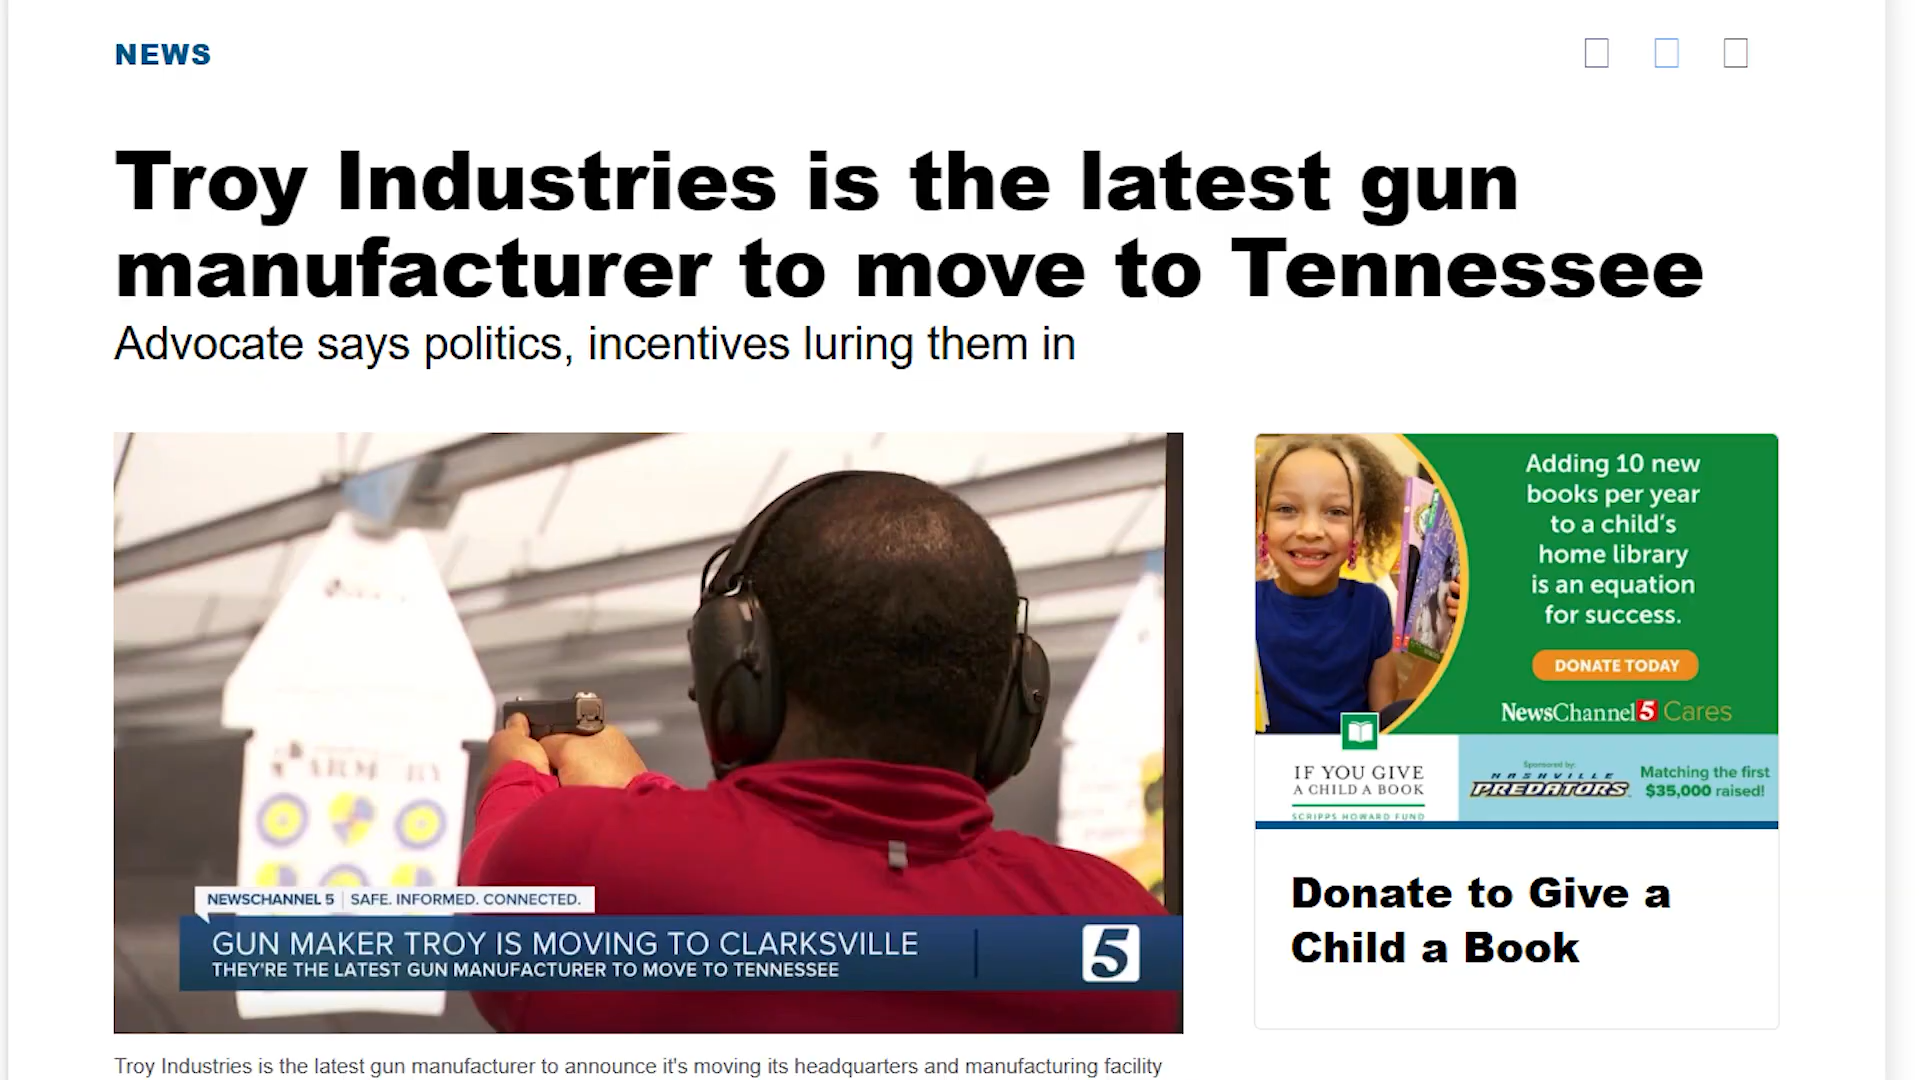 NEWS
Troy Industries is the latest gun
manufacturer to move to Tennessee
Advocate says politics, incentives luring them in
NEWSCHANNEL 5 | SAFE. INFORMED. CONNECTED.
GUN MAKER TROY IS MOVING TO CLARKSVILLE
THEY'RE THE LATEST GUN MANUFACTURER TO MOVE TO TENNESSEE
5
Troy Industries is the latest gun manufacturer to announce it's moving its headquarters and manufacturing facility
Adding 10 new
books per year
to a child's
home library
is an equation
for success.
DONATE TODAY
NewsChannel 5 Cares
IF YOU GIVE
A CHILD A BOOK
SCRIPPS HOWARD FUND
Sponsored by:
NASHVILLE
PREDATORS
Matching the first
$35,000 raised!
Donate to Give a
Child a Book